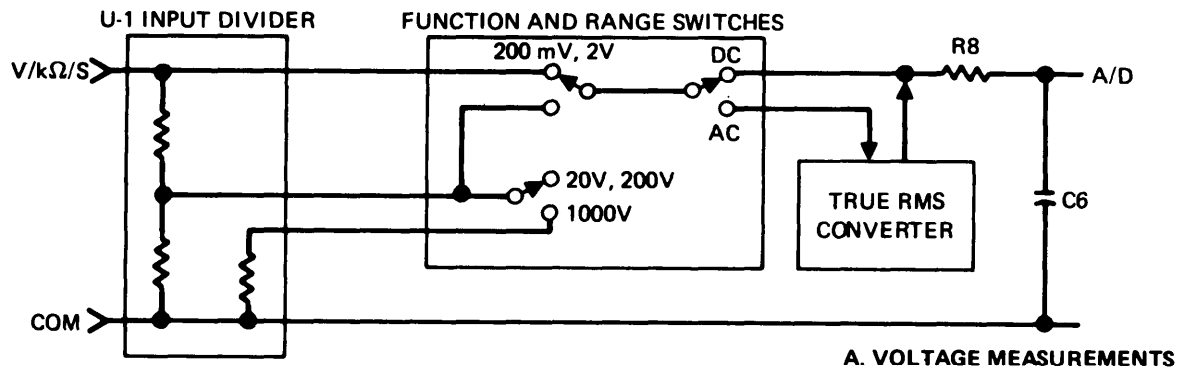 U-1 INPUT DIVIDER
FUNCTION AND RANGE SWITCHES
200 mV, 2V
DC
R8
V/kΩ/S
A/D
AC
20V, 200V
1000V
TRUE RMS
CONVERTER
C6
COM
A. VOLTAGE MEASUREMENTS